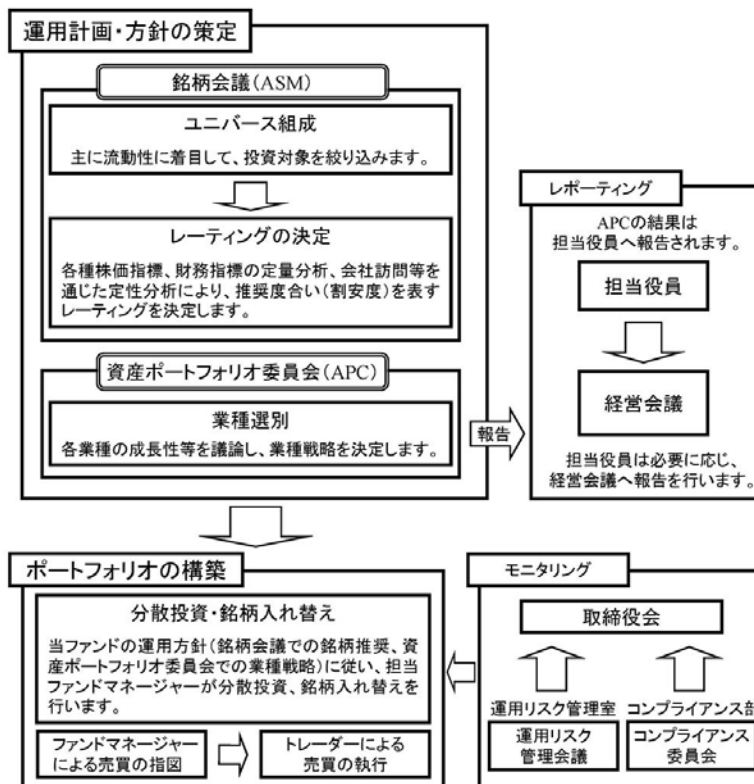 運用計画・方針の策定
銘柄会議(ASM)
ユニバース組成
主に流動性に着目して、投資対象を絞り込みます。
レーティングの決定
各種株価指標、財務指標の定量分析、会社訪問等を
通じた定性分析により、推奨度合い(割安度)を表す
レーティングを決定します。
資産ポートフォリオ委員会(APC)
業種選別
各業種の成長性等を議論し、業種戦略を決定します。
報告
レポーティング
APCの結果は
担当役員へ報告されます。
担当役員
経営会議
担当役員は必要に応じ、
経営会議へ報告を行います。
ポートフォリオの構築
分散投資・銘柄入れ替え
当ファンドの運用方針(銘柄会議での銘柄推奨、資
産ポートフォリオ委員会での業種戦略)に従い、担当
ファンドマネージャーが分散投資、銘柄入れ替えを
行います。
ファンドマネージャー
による売買の指図
トレーダーによる
売買の執行
モニタリング
取締役会
運用リスク管理室
運用リスク
管理会議
コンプライアンス部
コンプライアンス
委員会